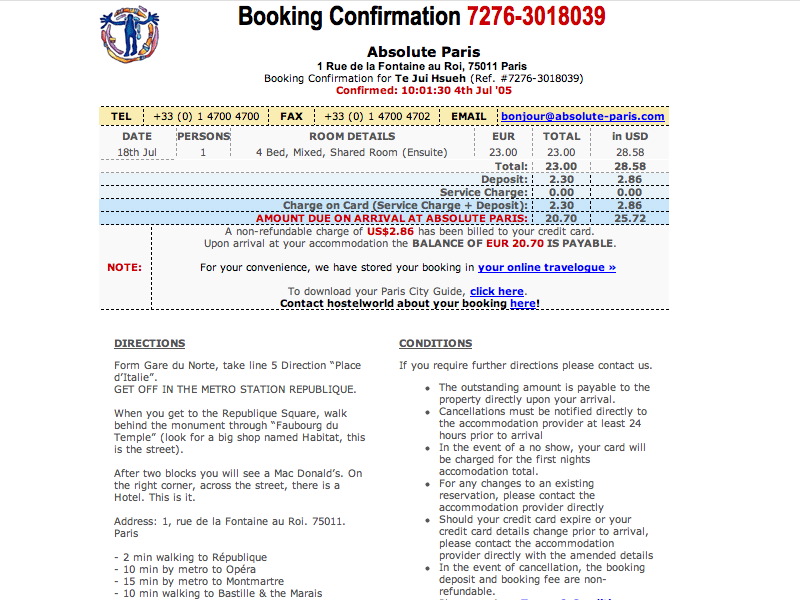 Booking Confirmation 7276-3018039
Absolute Paris
1 Rue de la Fontaine au Roi, 75011 Paris
Booking Confirmation for Te Jui Hsueh (Ref. #7276-3018039)
Confirmed: 10:01:30 4th Jul '05
TEL +33 (0) 1 4700 4700 FAX +33 (0) 1 4700 4702 EMAIL bonjour@absolute-paris.com
DATE PERSONS ROOM DETAILS EUR TOTAL in USD
18th Jul 1 4 Bed, Mixed, Shared Room (Ensuite) 23.00 23.00 28.58
Total: 23.00 28.58
Deposit: 2.30 2.86
Service Charge: 0.00 0.00
Charge on Card (Service Charge + Deposit): 2.30 2.86
AMOUNT DUE ON ARRIVAL AT ABSOLUTE PARIS: 20.70 25.72
NOTE:
A non-refundable charge of US$2.86 has been billed to your credit card.
Upon arrival at your accommodation the BALANCE OF EUR 20.70 IS PAYABLE.
For your convenience, we have stored your booking in your online travelogue »
To download your Paris City Guide, click here.
Contact hostelworld about your booking here!
DIRECTIONS
Form Gare du Norte, take line 5 Direction “Place
d’Italie”.
GET OFF IN THE METRO STATION REPUBLIQUE.
When you get to the Republique Square, walk
behind the monument through “Faubourg du
Temple” (look for a big shop named Habitat, this
is the street).
After two blocks you will see a Mac Donald’s. On
the right corner, across the street, there is a
Hotel. This is it.
Address: 1, rue de la Fontaine au Roi. 75011.
Paris
- 2 min walking to République
- 10 min by metro to Opéra
- 15 min by metro to Montmartre
- 10 min walking to Bastille & the Marais
CONDITIONS
If you require further directions please contact us.
• The outstanding amount is payable to the
property directly upon your arrival.
• Cancellations must be notified directly to
the accommodation provider at least 24
hours prior to arrival
• In the event of a no show, your card will
be charged for the first nights
accomodation total.
• For any changes to an existing
reservation, please contact the
accommodation provider directly
• Should your credit card expire or your
credit card details change prior to arrival,
please contact the accommodation
provider directly with the amended details
• In the event of cancellation, the booking
deposit and booking fee are non-
refundable.